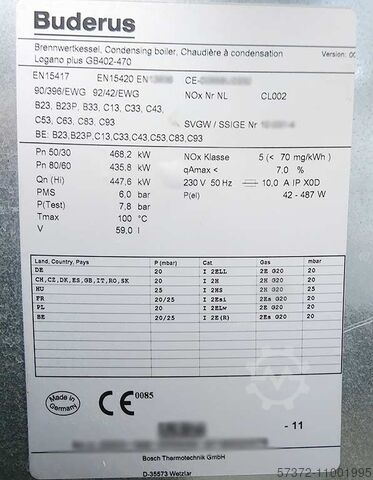 Buderus
Brennwertkessel, Condensing boiler, Chaudière à condensation
Logano plus GB402-470
Version: 00
EN15417 EN15420 EN CE-
90/396/EWG 92/42/EWG NOx Nr NL CL002
B23, B23P, B33, C13, C33, C43,
C53, C63, C83, C93 SVGW / SSIGE Nr
BE: B23,B23P,C13,C33,C43,C53,C83,C93
Pn 50/30 468,2 kW NOx Klasse 5 (< 70 mg/kWh)
Pn 80/60 435,8 kW qAmax < 7,0 %
Qn (Hi) 447,6 kW 230 V 50 Hz 10,0 A IP X0D
PMS 6,0 bar P(el) 42 - 487 W
P(Test) 7,8 bar
Tmax 100 °C
V 59,0 l
Land, Country, Pays P (mbar) Cat. Gas mbar
DE 20 I 2ELL 2E G20 20
CH,CZ,DK,ES,GB,IT,RO,SK 20 I 2H 2H G20 20
HU 25 I 2HS 2H G20 25
FR 20/25 I 2Esi 2Es G20 20
PL 20 I 2ELw 2E G20 20
BE 20/25 I 2E(R) 2Es G20 20
Made in Germany
CE 0085
- 11
Bosch Thermotechnik GmbH
D-35573 Wetzlar
57372-11001995